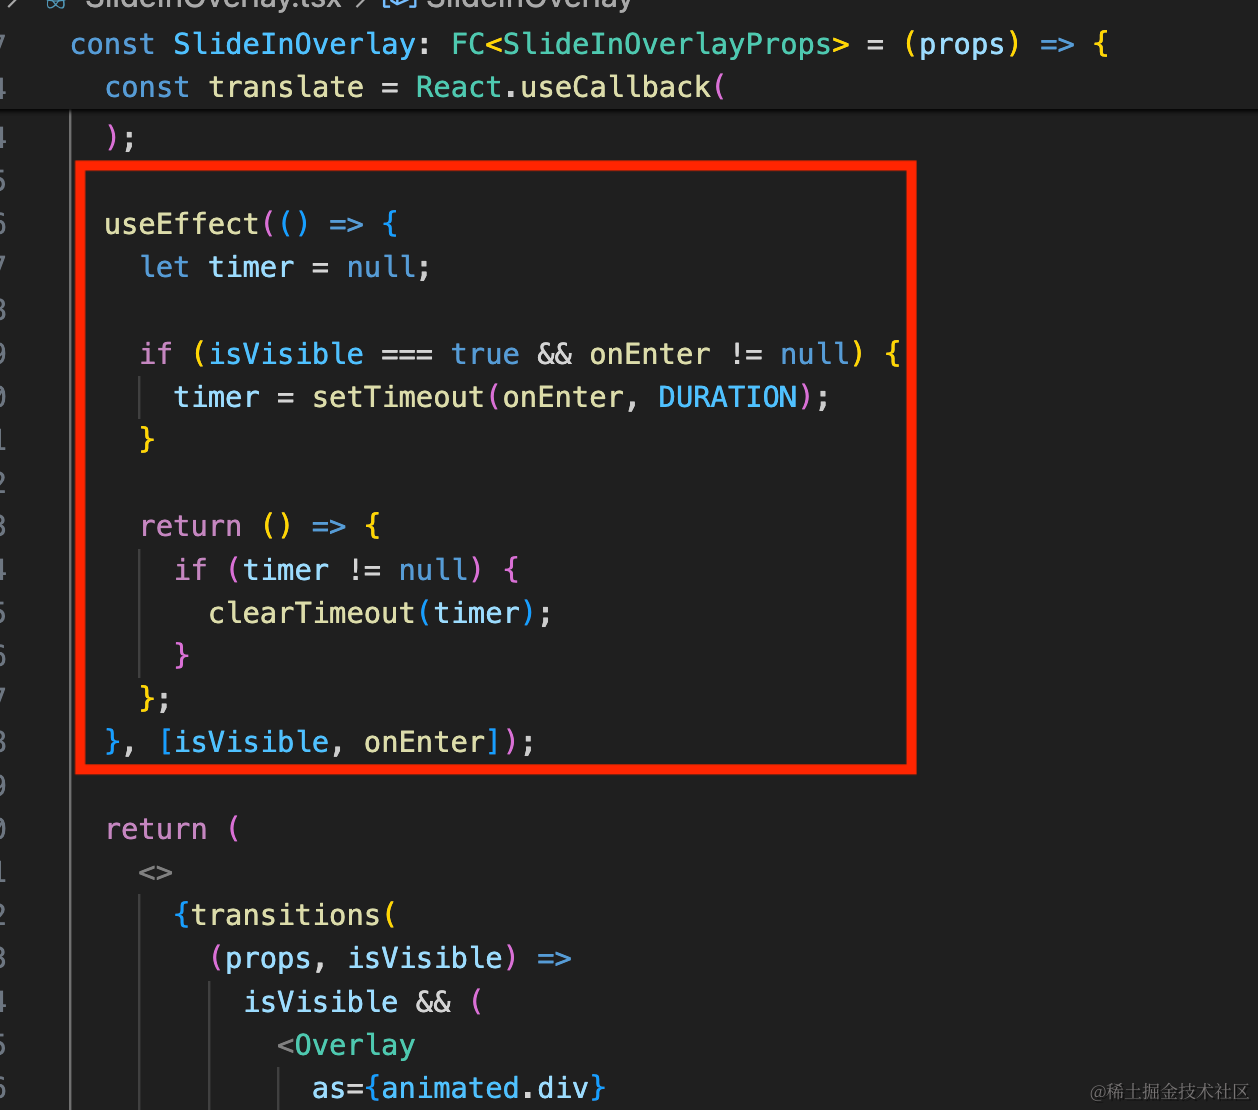 SlideInOverlay.tsx > SlideInOverlay
const SlideInOverlay: FC<SlideInOverlayProps> = (props) => {
const translate = React.useCallback(
);
useEffect(() => {
let timer = null;
if (isVisible === true && onEnter != null) {
timer = setTimeout(onEnter, DURATION);
}
return () => {
if (timer != null) {
clearTimeout(timer);
}
};
}, [isVisible, onEnter]);
return (
<>
{transitions(
(props, isVisible) =>
isVisible && (
<Overlay
as={animated.div}
@稀土掘金技术社区